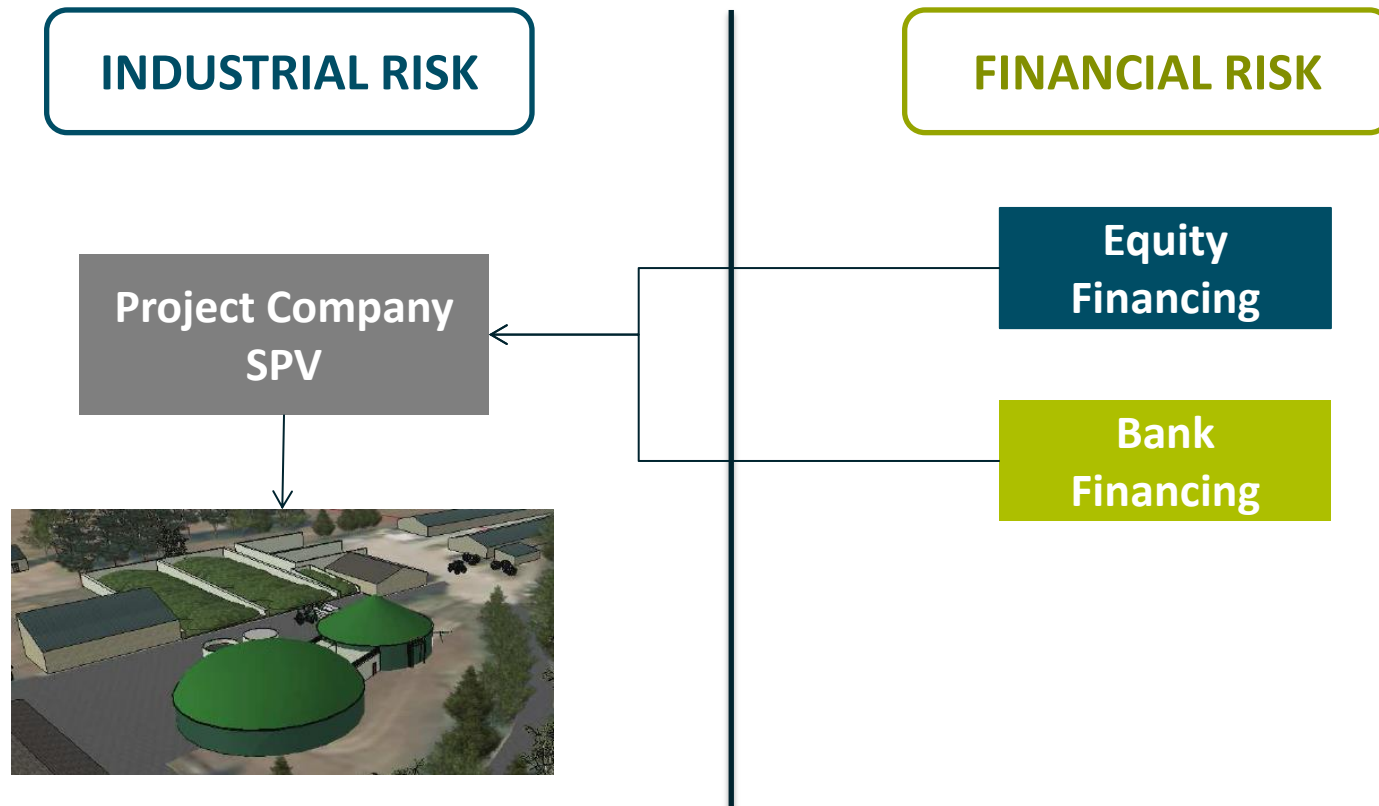 INDUSTRIAL RISK
FINANCIAL RISK
Project Company
SPV
Equity
Financing
Bank
Financing